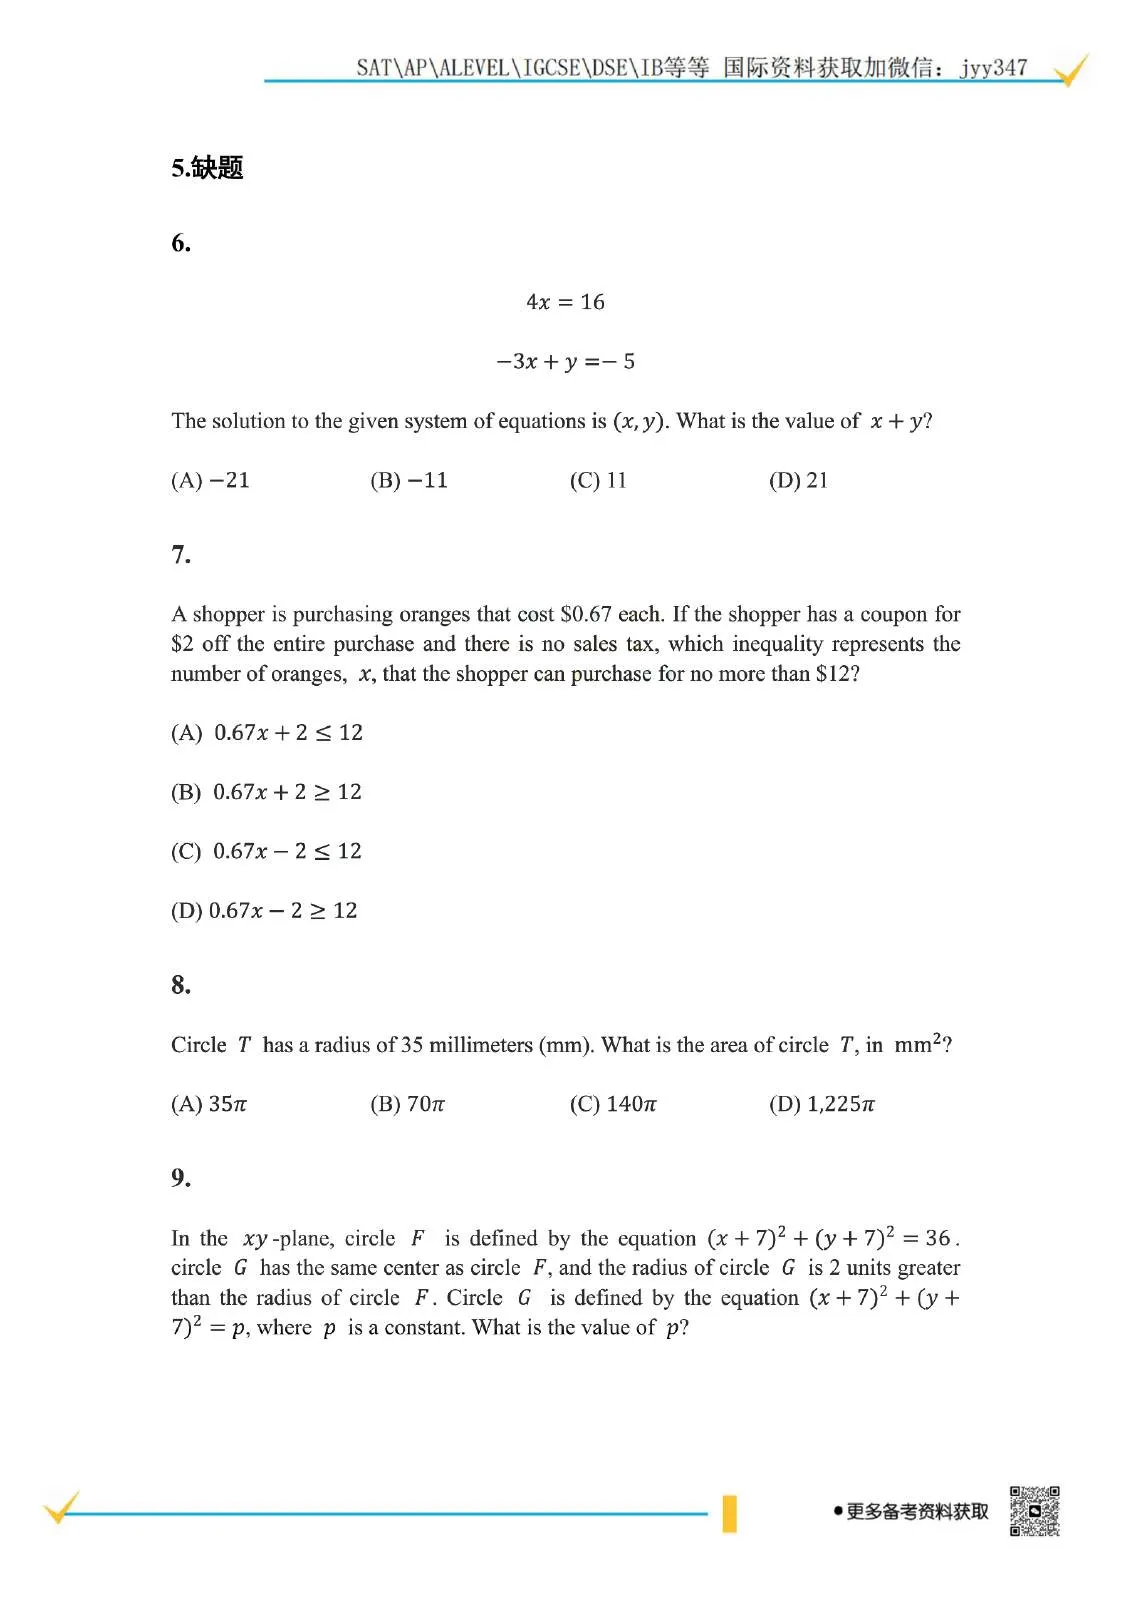 SAT\AP\ALEVEL\IGCSE\DSE\IB等等 国际资料获取加微信：jyy347
5.缺题
6.
4x = 16
−3x + y =− 5
The solution to the given system of equations is (x, y). What is the value of x + y?
(A) −21 (B) −11 (C) 11 (D) 21
7.
A shopper is purchasing oranges that cost $0.67 each. If the shopper has a coupon for
$2 off the entire purchase and there is no sales tax, which inequality represents the
number of oranges, x, that the shopper can purchase for no more than $12?
(A) 0.67x + 2 ≤ 12
(B) 0.67x + 2 ≥ 12
(C) 0.67x − 2 ≤ 12
(D) 0.67x − 2 ≥ 12
8.
Circle T has a radius of 35 millimeters (mm). What is the area of circle T, in mm²?
(A) 35π (B) 70π (C) 140π (D) 1,225π
9.
In the xy-plane, circle F is defined by the equation (x + 7)² + (y + 7)² = 36.
circle G has the same center as circle F, and the radius of circle G is 2 units greater
than the radius of circle F. Circle G is defined by the equation (x + 7)² + (y +
7)² = p, where p is a constant. What is the value of p?
•更多备考资料获取